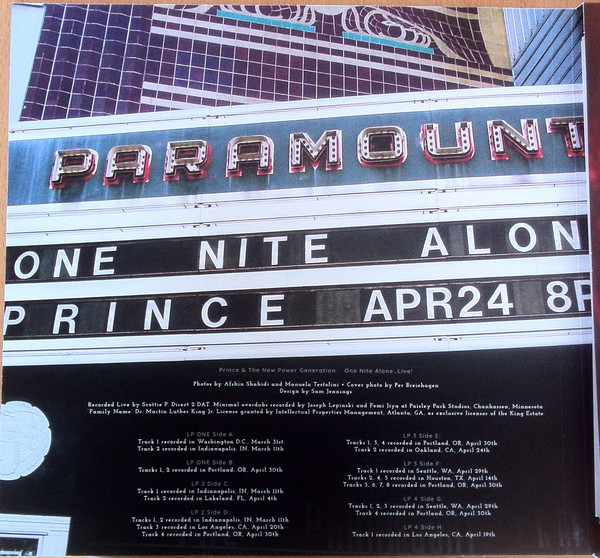 PARAMOUNT
ONE NITE ALON
PRINCE APR24 8P
Prince & The New Power Generation One Nite Alone...Live!
Photos by Afshin Shahidi and Manuela Testolini • Cover photo by Per Breiehagen
Design by Sam Jennings
Recorded Live by Scottie P. Direct 2 DAT. Minimal overdubs recorded by Joseph Lepinski and Femi Jiya at Paisley Park Studios, Chanhassen, Minnesota
"Family Name" Dr. Martin Luther King Jr. License granted by Intellectual Properties Management, Atlanta, GA, as exclusive licensor of the King Estate
LP ONE Side A:
Track 1 recorded in Washington D.C., March 31st
Track 2 recorded in Indianapolis, IN, March 11th
LP ONE Side B:
Tracks 1, 2 recorded in Portland, OR, April 30th
LP 2 Side C:
Track 1 recorded in Indianapolis, IN, March 11th
Track 2 recorded in Lakeland, FL, April 4th
LP 2 Side D:
Tracks 1, 2 recorded in Indianapolis, IN, March 11th
Track 3 recorded in Los Angeles, CA, April 20th
Track 4 recorded in Portland, OR, April 30th
LP 3 Side E:
Tracks 1, 3, 4 recorded in Portland, OR, April 30th
Track 2 recorded in Oakland, CA, April 24th
LP 3 Side F:
Track 1 recorded in Seattle, WA, April 29th
Tracks 2, 4, 5 recorded in Houston, TX, April 14th
Tracks 3, 6, 7, 8 recorded in Portland, OR, April 30th
LP 4 Side G:
Tracks 1, 2, 3 recorded in Seattle, WA, April 29th
Track 4 recorded in Portland, OR, April 30th
LP 4 Side H:
Track 1 recorded in Los Angeles, CA, April 19th